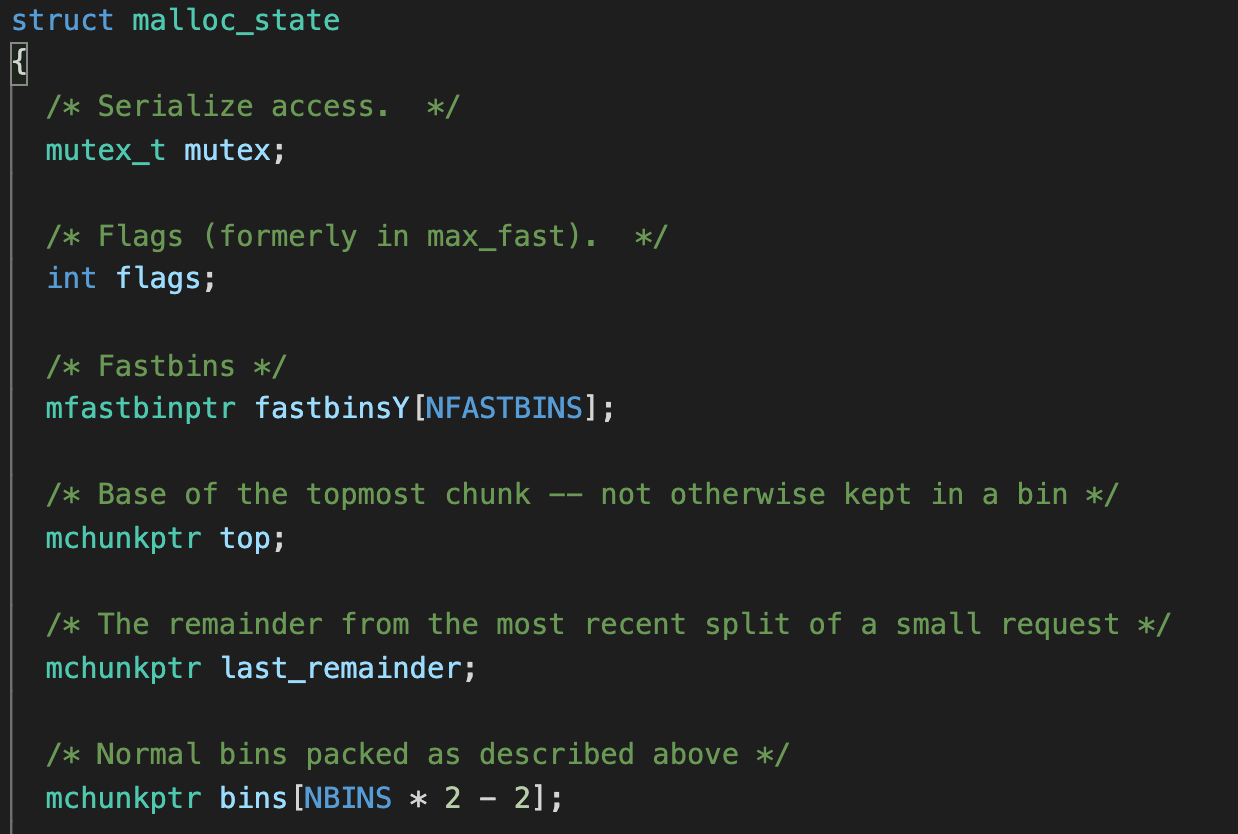 struct malloc_state
{
/* Serialize access.  */
mutex_t mutex;
/* Flags (formerly in max_fast).  */
int flags;
/* Fastbins */
mfastbinptr fastbinsY[NFASTBINS];
/* Base of the topmost chunk -- not otherwise kept in a bin */
mchunkptr top;
/* The remainder from the most recent split of a small request */
mchunkptr last_remainder;
/* Normal bins packed as described above */
mchunkptr bins[NBINS * 2 - 2];